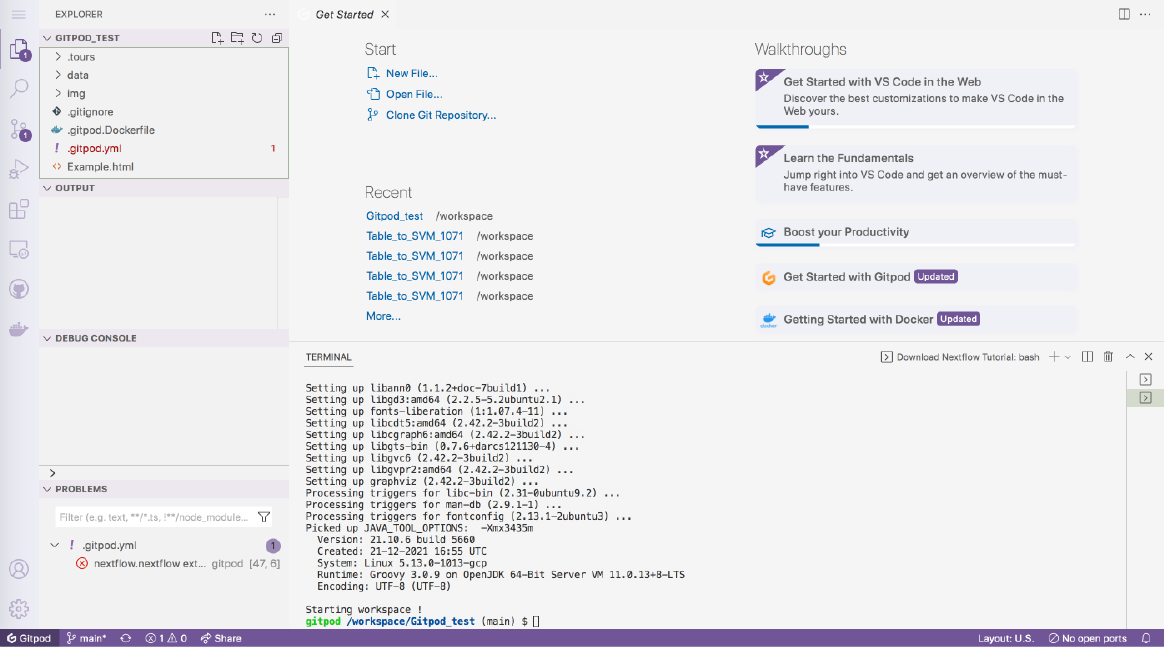 EXPLORER
GITPOD_TEST
.tours
data
img
.gitignore
.gitpod.Dockerfile
! .gitpod.yml 1
<> Example.html
OUTPUT
DEBUG CONSOLE
PROBLEMS
Filter (e.g. text, **/*.ts, !**/node_module...
! .gitpod.yml 1
nextflow.nextflow ext... gitpod [47, 6]
1
1
Get Started
Start
New File...
Open File...
Clone Git Repository...
Recent
Gitpod_test /workspace
Table_to_SVM_1071 /workspace
Table_to_SVM_1071 /workspace
Table_to_SVM_1071 /workspace
Table_to_SVM_1071 /workspace
More...
Walkthroughs
Get Started with VS Code in the Web
Discover the best customizations to make VS Code in the
Web yours.
Learn the Fundamentals
Jump right into VS Code and get an overview of the must-
have features.
Boost your Productivity
Get Started with Gitpod Updated
Getting Started with Docker Updated
TERMINAL
Download Nextflow Tutorial: bash
Setting up libann0 (1.1.2+doc-7build1) ...
Setting up libgd3:amd64 (2.2.5-5.2ubuntu2.1) ...
Setting up fonts-liberation (1:1.07.4-11) ...
Setting up libcdt5:amd64 (2.42.2-3build2) ...
Setting up libcgraph6:amd64 (2.42.2-3build2) ...
Setting up libgts-bin (0.7.6+darcs121130-4) ...
Setting up libgvc6 (2.42.2-3build2) ...
Setting up libgvpr2:amd64 (2.42.2-3build2) ...
Setting up graphviz (2.42.2-3build2) ...
Processing triggers for libc-bin (2.31-0ubuntu9.2) ...
Processing triggers for man-db (2.9.1-1) ...
Processing triggers for fontconfig (2.13.1-2ubuntu3) ...
Picked up JAVA_TOOL_OPTIONS: -Xmx3435m
Version: 21.10.6 build 5660
Created: 21-12-2021 16:55 UTC
System: Linux 5.13.0-1013-gcp
Runtime: Groovy 3.0.9 on OpenJDK 64-Bit Server VM 11.0.13+8-LTS
Encoding: UTF-8 (UTF-8)
Starting workspace !
gitpod /workspace/Gitpod_test (main) $
Gitpod main* 1 0 Share Layout: U.S. No open ports